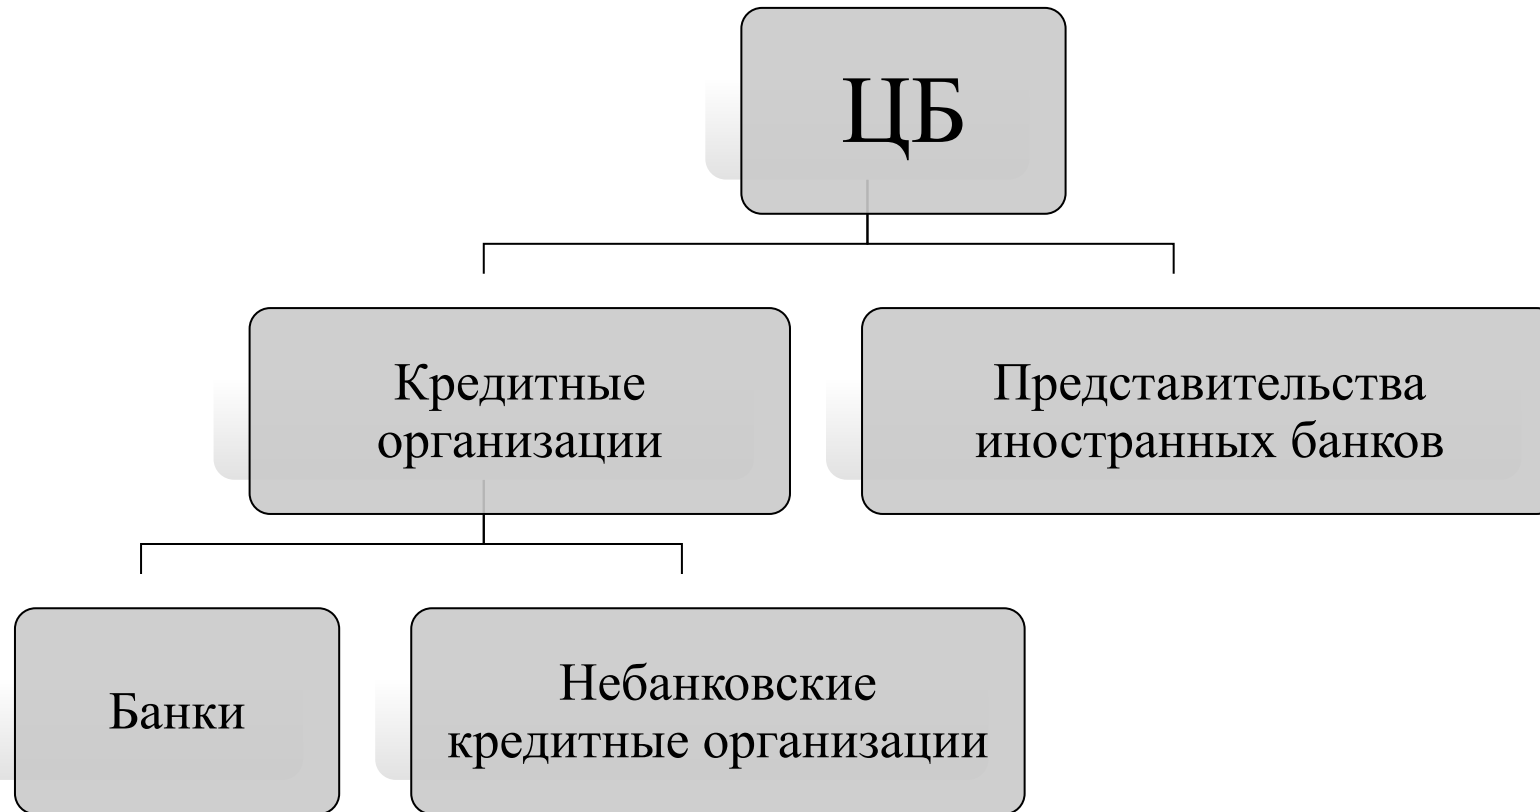 ЦБ
Кредитные
организации
Представительства
иностранных банков
Банки
Небанковские
кредитные организации